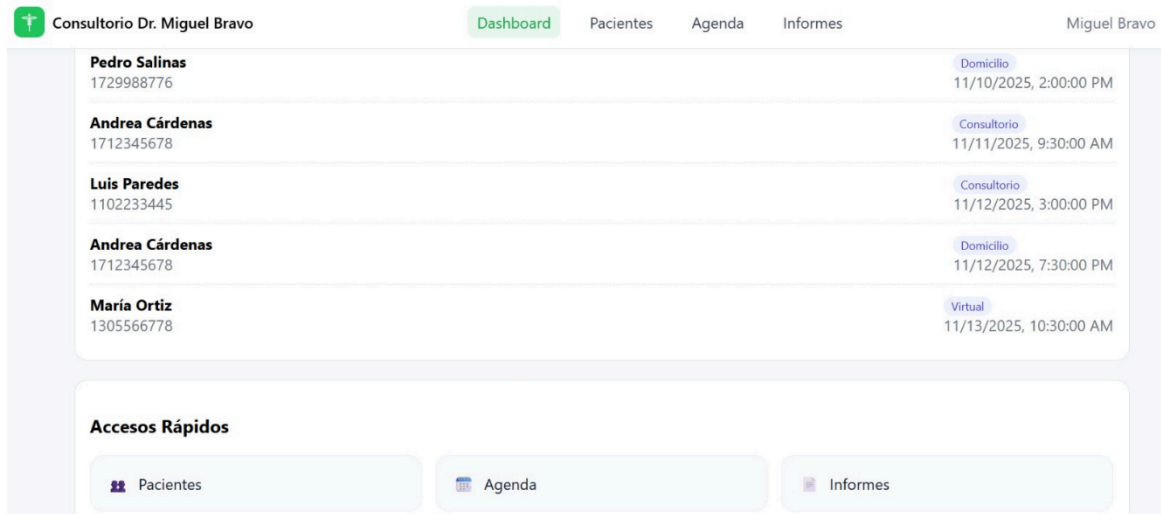 Consultorio Dr. Miguel Bravo Dashboard Pacientes Agenda Informes Miguel Bravo
Pedro Salinas Domicilio
1729988776 11/10/2025, 2:00:00 PM
Andrea Cárdenas Consultorio
1712345678 11/11/2025, 9:30:00 AM
Luis Paredes Consultorio
1102233445 11/12/2025, 3:00:00 PM
Andrea Cárdenas Domicilio
1712345678 11/12/2025, 7:30:00 PM
María Ortiz Virtual
1305566778 11/13/2025, 10:30:00 AM
Accesos Rápidos
Pacientes Agenda Informes